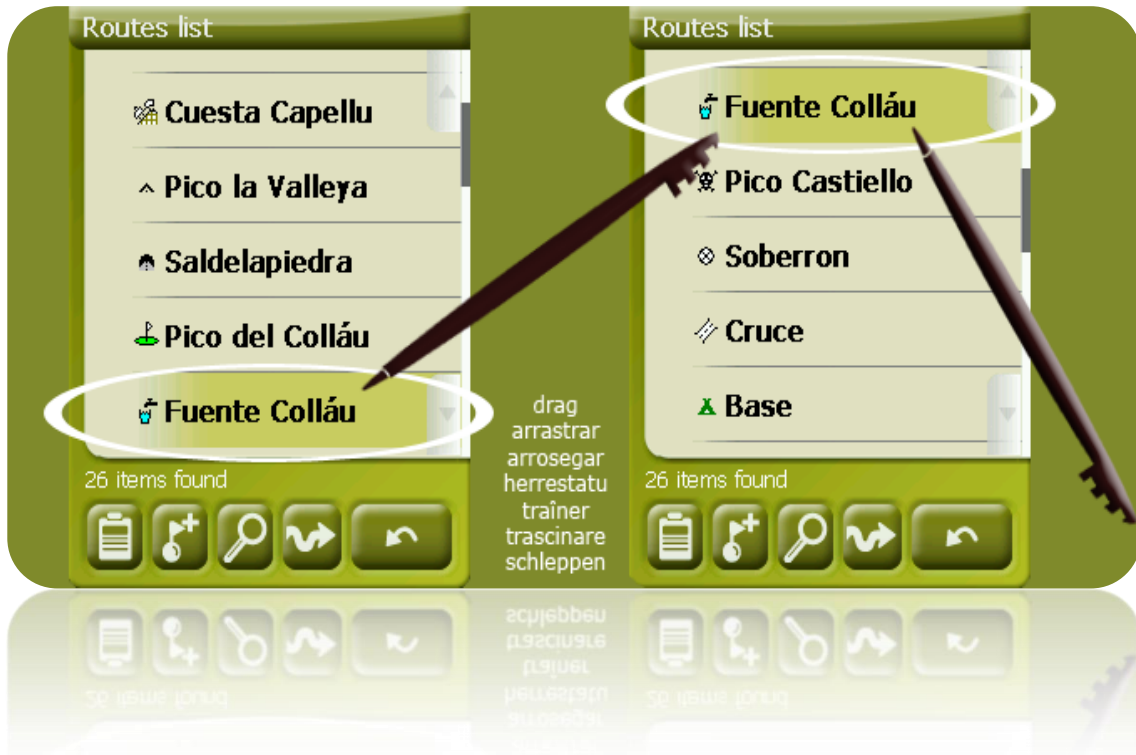 Routes list
Cuesta Capellu
Pico la Valleya
Saldelapiedra
Pico del Colláu
Fuente Colláu
26 items found
drag
arrastrar
arrosegar
herrestatu
traîner
trascinare
schleppen
Routes list
Fuente Colláu
Pico Castiello
Soberron
Cruce
Base
26 items found